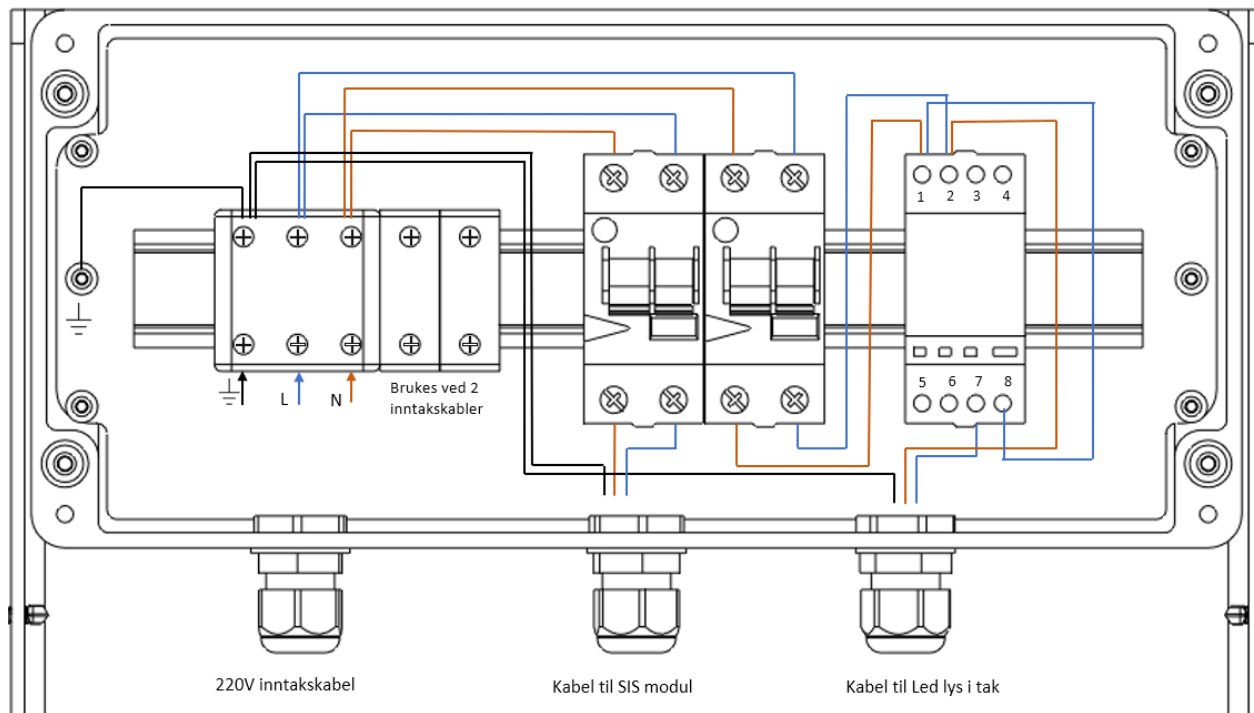 1 2 3 4
5 6 7 8
L N
Brukes ved 2
inntakskabler
220V inntakskabel
Kabel til SIS modul
Kabel til Led lys i tak